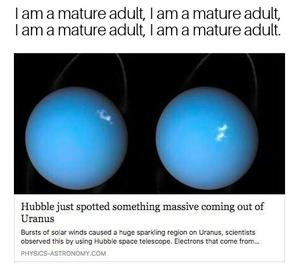 I am a mature adult, I am a mature adult,
I am a mature adult, I am a mature adult.
Hubble just spotted something massive coming out of
Uranus
Bursts of solar winds caused a huge sparkling region on Uranus, scientists
observed this by using Hubble space telescope. Electrons that come from...
PHYSICS-ASTRONOMY.COM